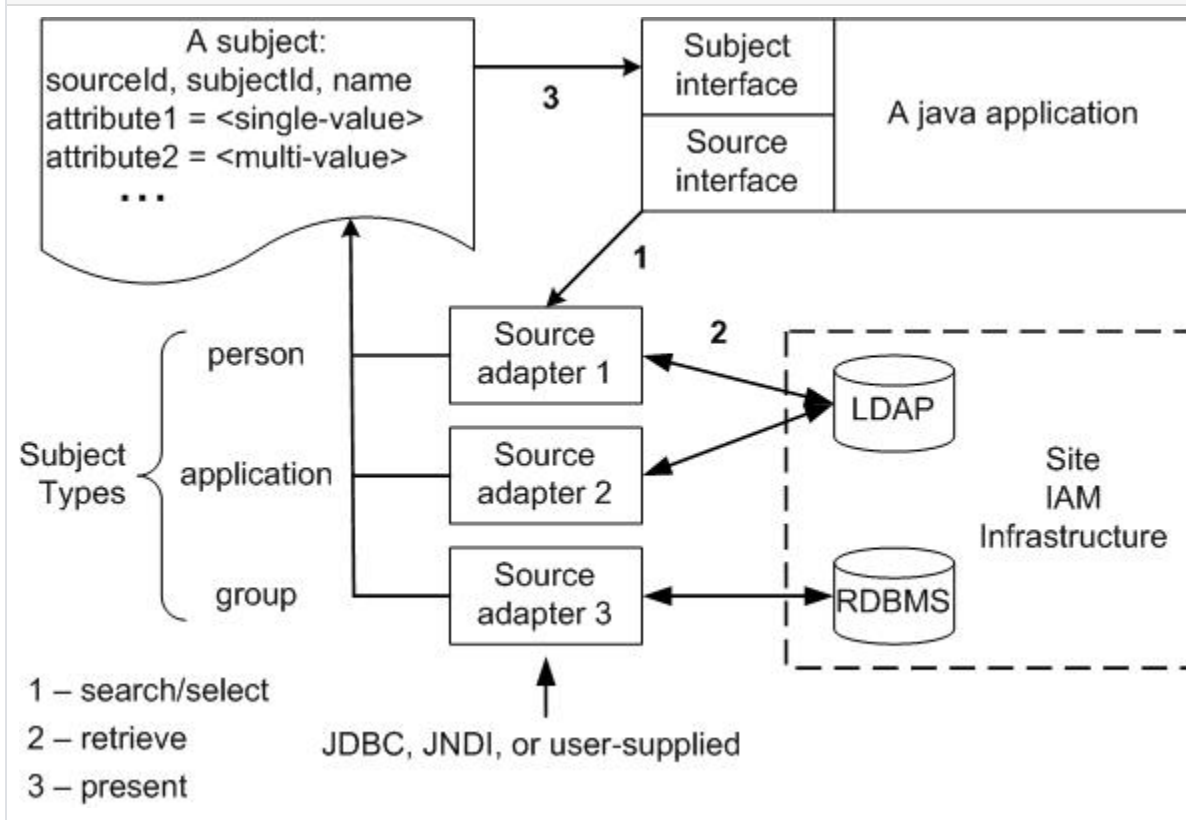 A subject:
sourceId, subjectId, name
attribute1 = <single-value>
attribute2 = <multi-value>
...
3
Subject
interface
Source
interface
A java application
1
2
person
application
group
Subject
Types
Source
adapter 1
Source
adapter 2
Source
adapter 3
LDAP
RDBMS
Site
IAM
Infrastructure
1 – search/select
2 – retrieve
3 – present
JDBC, JNDI, or user-supplied